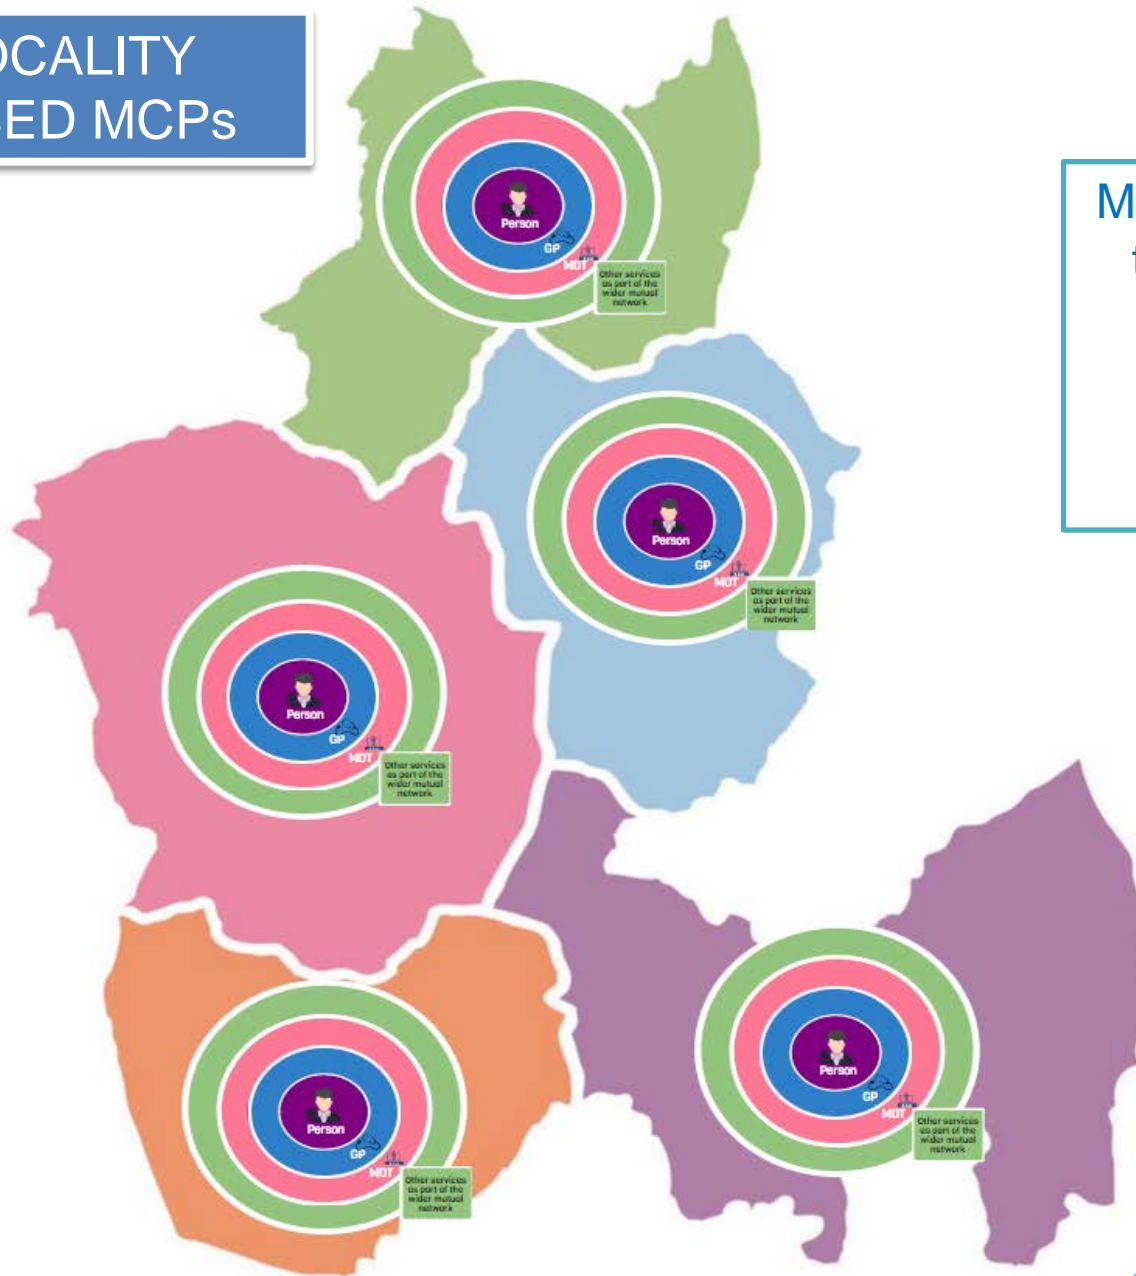 OCALITY
SED MCPs
M
t
Person
GP
MDT
Other services
as part of the
wider mutual
network
Person
GP
MDT
Other services
as part of the
wider mutual
network
Person
GP
MDT
Other services
as part of the
wider mutual
network
Person
GP
MDT
Other services
as part of the
wider mutual
network
Person
GP
MDT
Other services
as part of the
wider mutual
network